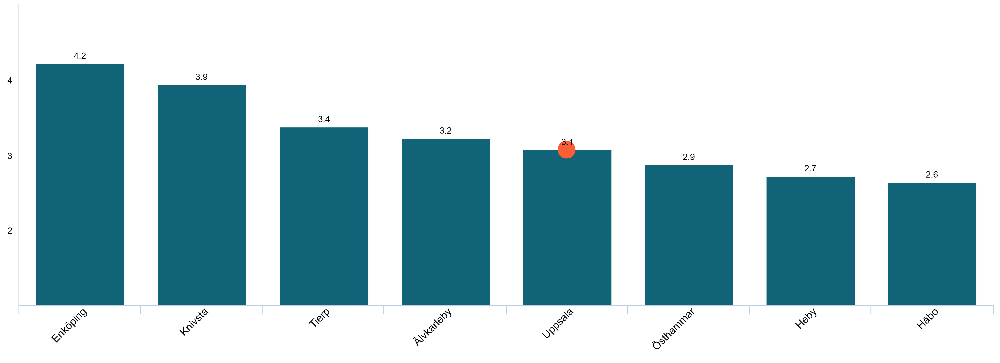 4.2
3.9
3.4
3.2
3.1
2.9
2.7
2.6
4
3
2
Enköping
Knivsta
Tierp
Älvkarleby
Uppsala
Östhammar
Heby
Håbo